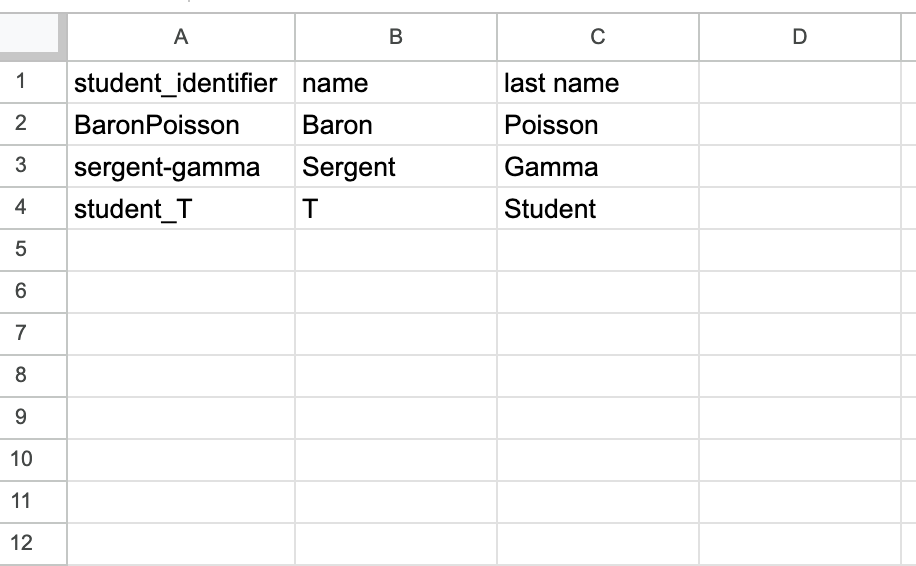 A B C D
1 student_identifier name last name
2 BaronPoisson Baron Poisson
3 sergent-gamma Sergent Gamma
4 student_T T Student
5
6
7
8
9
10
11
12